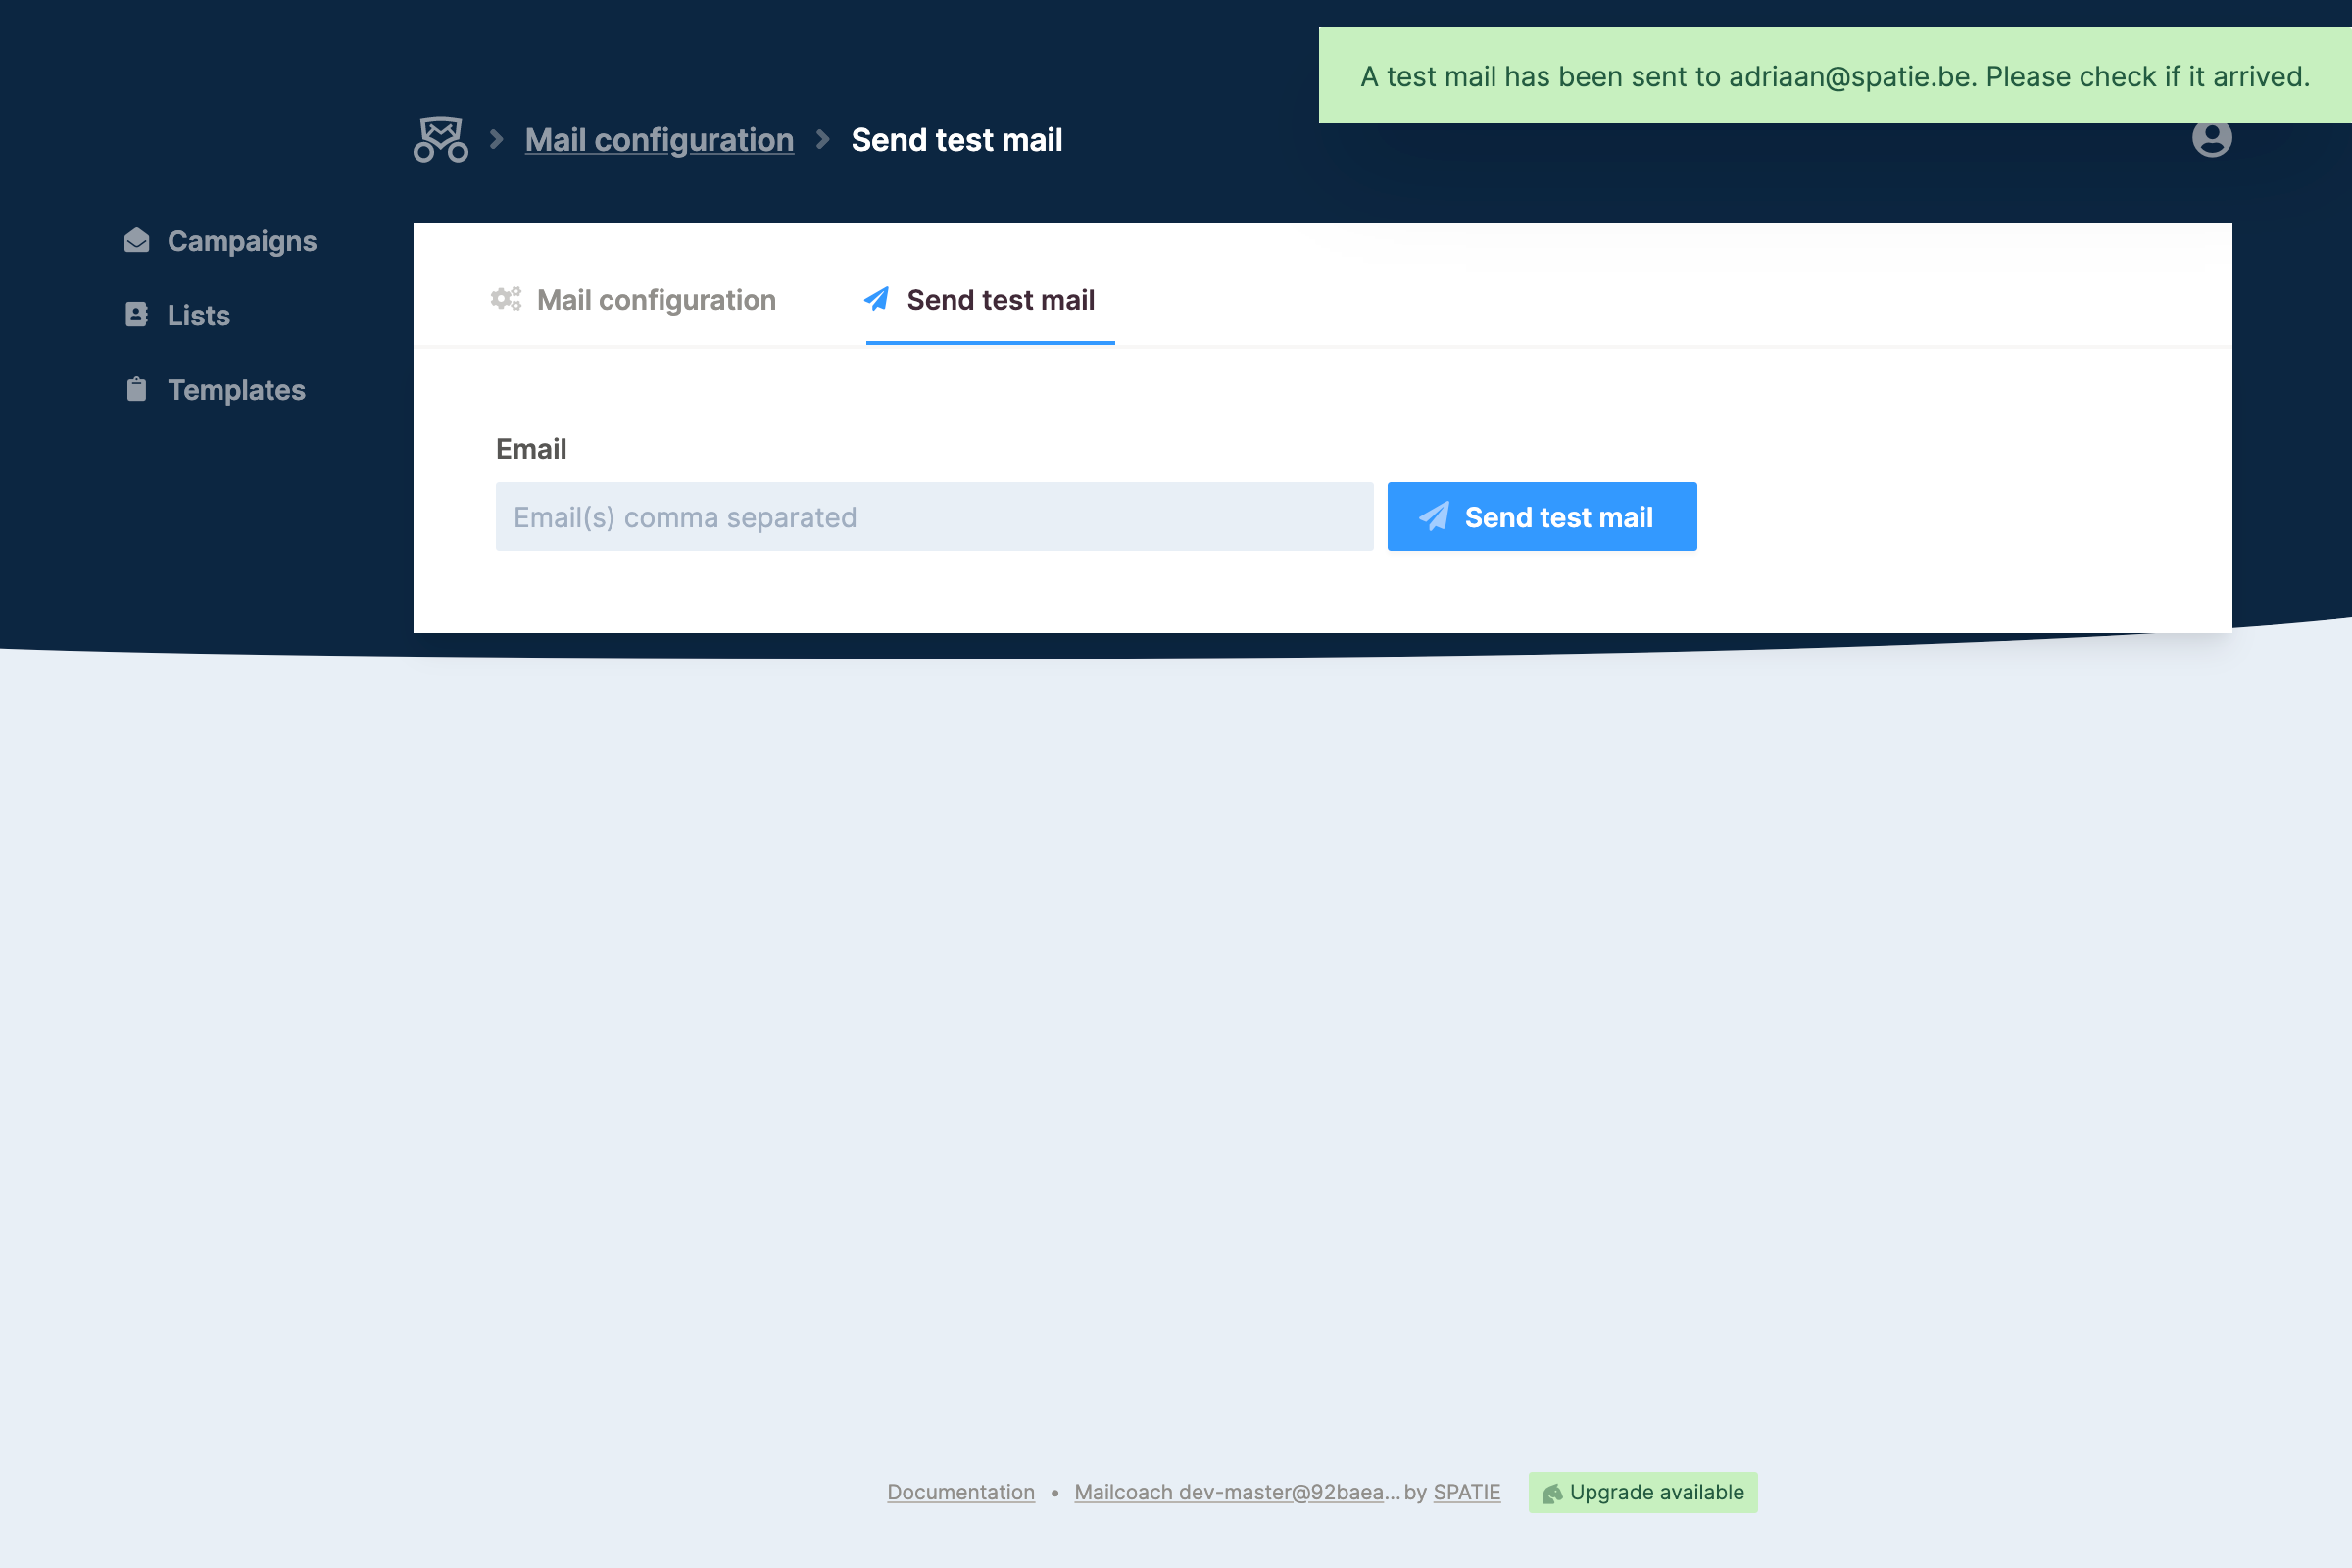 A test mail has been sent to adriaan@spatie.be. Please check if it arrived.
Mail configuration Send test mail
Campaigns
Lists
Templates
Mail configuration Send test mail
Email
Email(s) comma separated Send test mail
Documentation • Mailcoach dev-master@92baea... by SPATIE Upgrade available